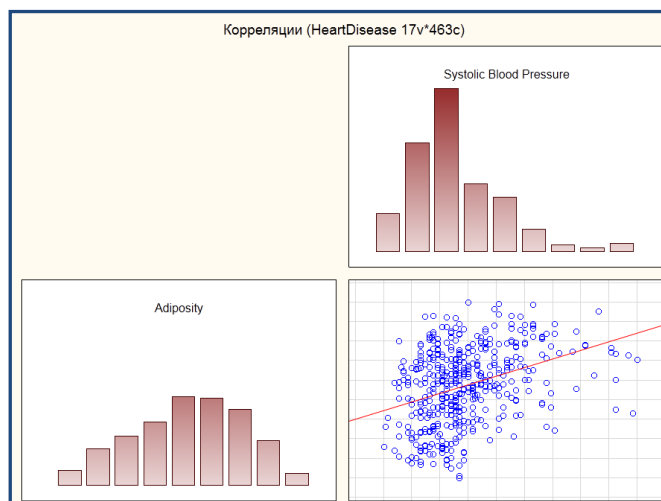 Корреляции (HeartDisease 17v*463c)
Systolic Blood Pressure
Adiposity